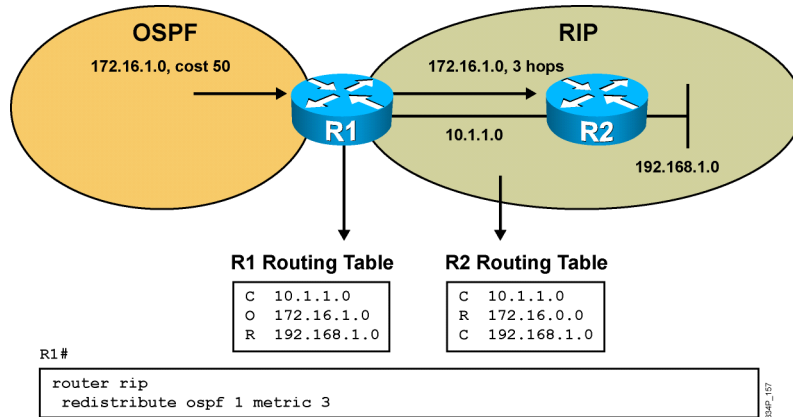 OSPF
RIP
172.16.1.0, cost 50
172.16.1.0, 3 hops
R1
R2
10.1.1.0
192.168.1.0
R1 Routing Table
C 10.1.1.0
O 172.16.1.0
R 192.168.1.0
R2 Routing Table
C 10.1.1.0
R 172.16.0.0
C 192.168.1.0
R1#
router rip
redistribute ospf 1 metric 3